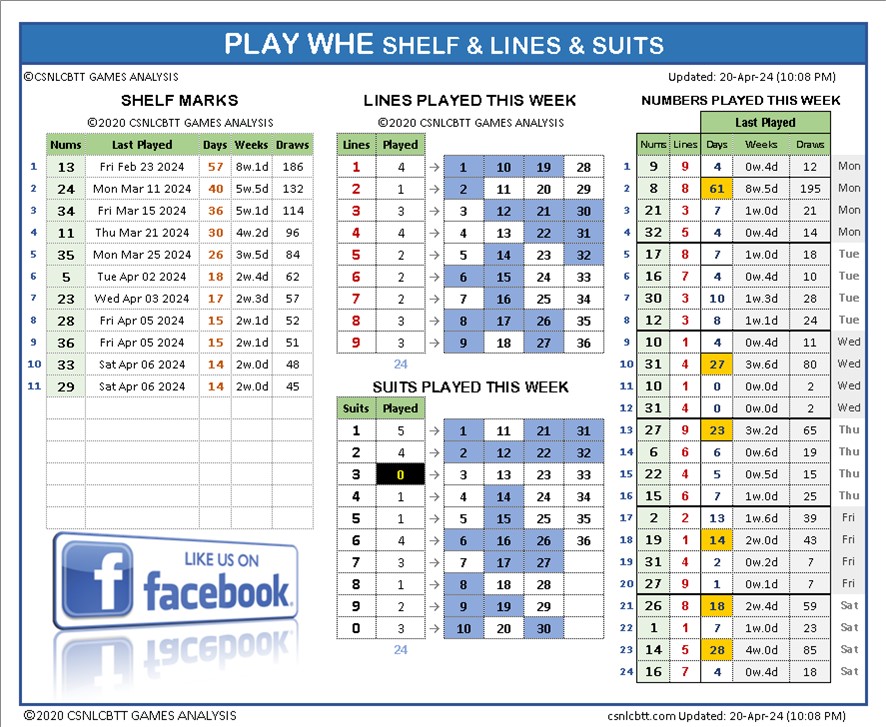 PLAY WHE SHELF & LINES & SUITS
©CSNLCBTT GAMES ANALYSIS
Updated: 20-Apr-24 (10:08 PM)
SHELF MARKS
©2020 CSNLCBTT GAMES ANALYSIS
Nums Last Played Days Weeks Draws
1 13 Fri Feb 23 2024 57 8w.1d 186
2 24 Mon Mar 11 2024 40 5w.5d 132
3 34 Fri Mar 15 2024 36 5w.1d 114
4 11 Thu Mar 21 2024 30 4w.2d 96
5 35 Mon Mar 25 2024 26 3w.5d 84
6 5 Tue Apr 02 2024 18 2w.4d 62
7 23 Wed Apr 03 2024 17 2w.3d 57
8 28 Fri Apr 05 2024 15 2w.1d 52
9 36 Fri Apr 05 2024 15 2w.1d 51
10 33 Sat Apr 06 2024 14 2w.0d 48
11 29 Sat Apr 06 2024 14 2w.0d 45
LIKE US ON
facebook
LINES PLAYED THIS WEEK
©2020 CSNLCBTT GAMES ANALYSIS
Lines Played
1 4 → 1 10 19 28
2 1 → 2 11 20 29
3 3 → 3 12 21 30
4 4 → 4 13 22 31
5 2 → 5 14 23 32
6 2 → 6 15 24 33
7 2 → 7 16 25 34
8 3 → 8 17 26 35
9 3 → 9 18 27 36
24
SUITS PLAYED THIS WEEK
Suits Played
1 5 → 1 11 21 31
2 4 → 2 12 22 32
3 0 → 3 13 23 33
4 1 → 4 14 24 34
5 1 → 5 15 25 35
6 4 → 6 16 26 36
7 3 → 7 17 27
8 1 → 8 18 28
9 2 → 9 19 29
0 3 → 10 20 30
24
NUMBERS PLAYED THIS WEEK
Last Played
Nums Lines Days Weeks Draws
1 9 9 4 0w.4d 12 Mon
2 8 8 61 8w.5d 195 Mon
3 21 3 7 1w.0d 21 Mon
4 32 5 4 0w.4d 14 Mon
5 17 8 7 1w.0d 18 Tue
6 16 7 4 0w.4d 10 Tue
7 30 3 10 1w.3d 28 Tue
8 12 3 8 1w.1d 24 Tue
9 10 1 4 0w.4d 11 Wed
10 31 4 27 3w.6d 80 Wed
11 10 1 0 0w.0d 2 Wed
12 31 4 0 0w.0d 2 Wed
13 27 9 23 3w.2d 65 Thu
14 6 6 6 0w.6d 19 Thu
15 22 4 5 0w.5d 15 Thu
16 15 6 7 1w.0d 25 Thu
17 2 2 13 1w.6d 39 Fri
18 19 1 14 2w.0d 43 Fri
19 31 4 2 0w.2d 7 Fri
20 27 9 1 0w.1d 7 Fri
21 26 8 18 2w.4d 59 Sat
22 1 1 7 1w.0d 23 Sat
23 14 5 28 4w.0d 85 Sat
24 16 7 4 0w.4d 18 Sat
©2020 CSNLCBTT GAMES ANALYSIS
csnlcbtt.com Updated: 20-Apr-24 (10:08 PM)